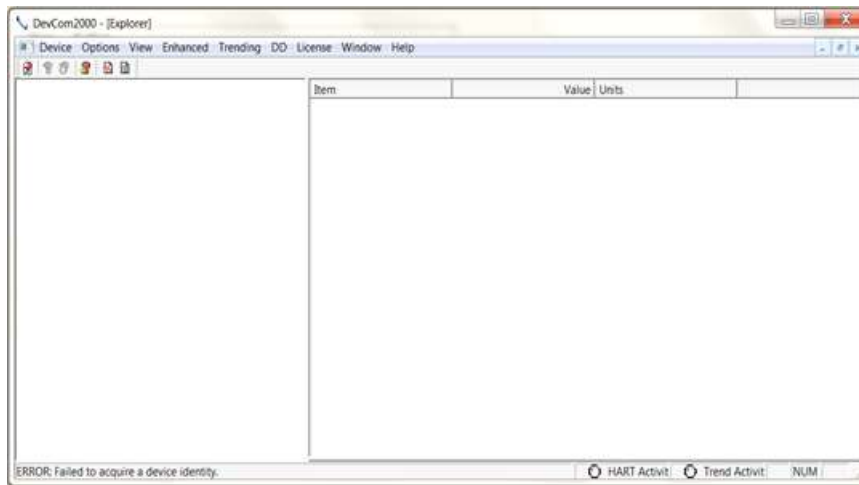 DevCom2000 - [Explorer]
Device Options View Enhanced Trending DD License Window Help
Item Value Units
ERROR: Failed to acquire a device identity. HART Activit Trend Activit NUM